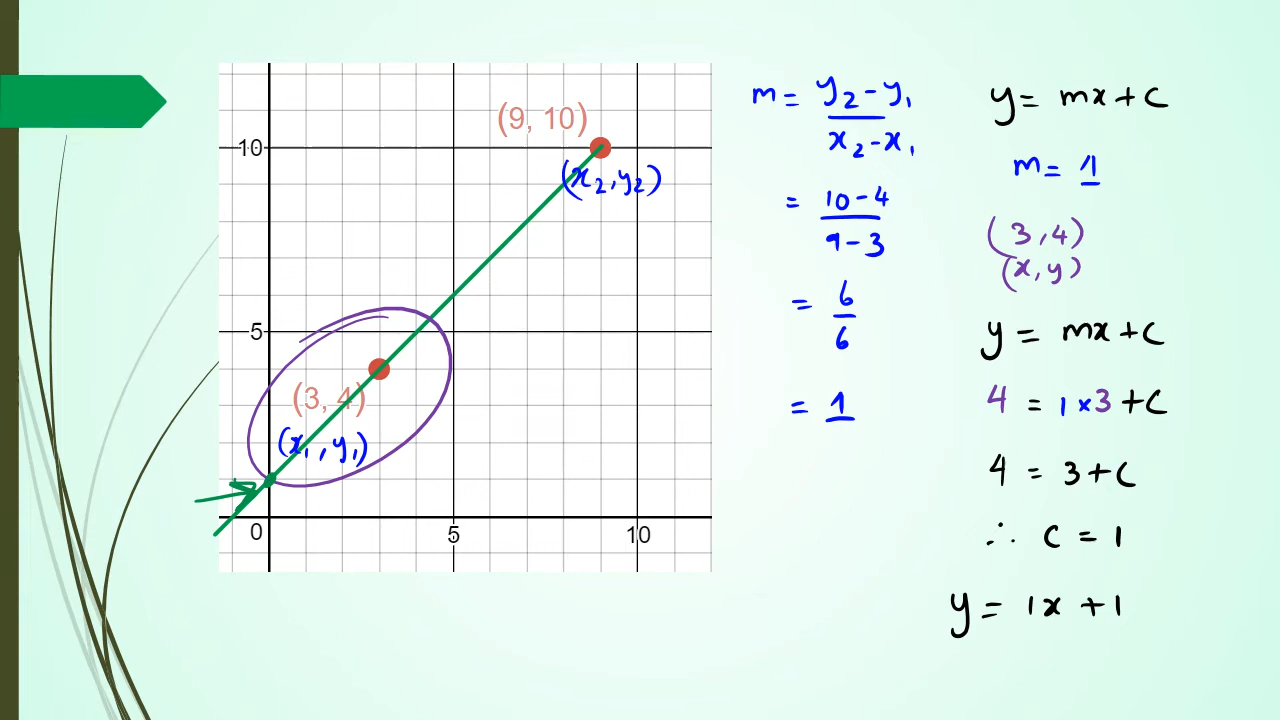 (9, 10)
10
(x₂, y₂)
5
(3, 4)
(x₁, y₁)
0
5
10
m = y₂ - y₁
x₂ - x₁
= 10 - 4
9 - 3
= 6
6
= 1
y = mx + c
m = 1
(3, 4)
(x, y)
y = mx + c
4 = 1 × 3 + c
4 = 3 + c
∴ c = 1
y = 1x + 1